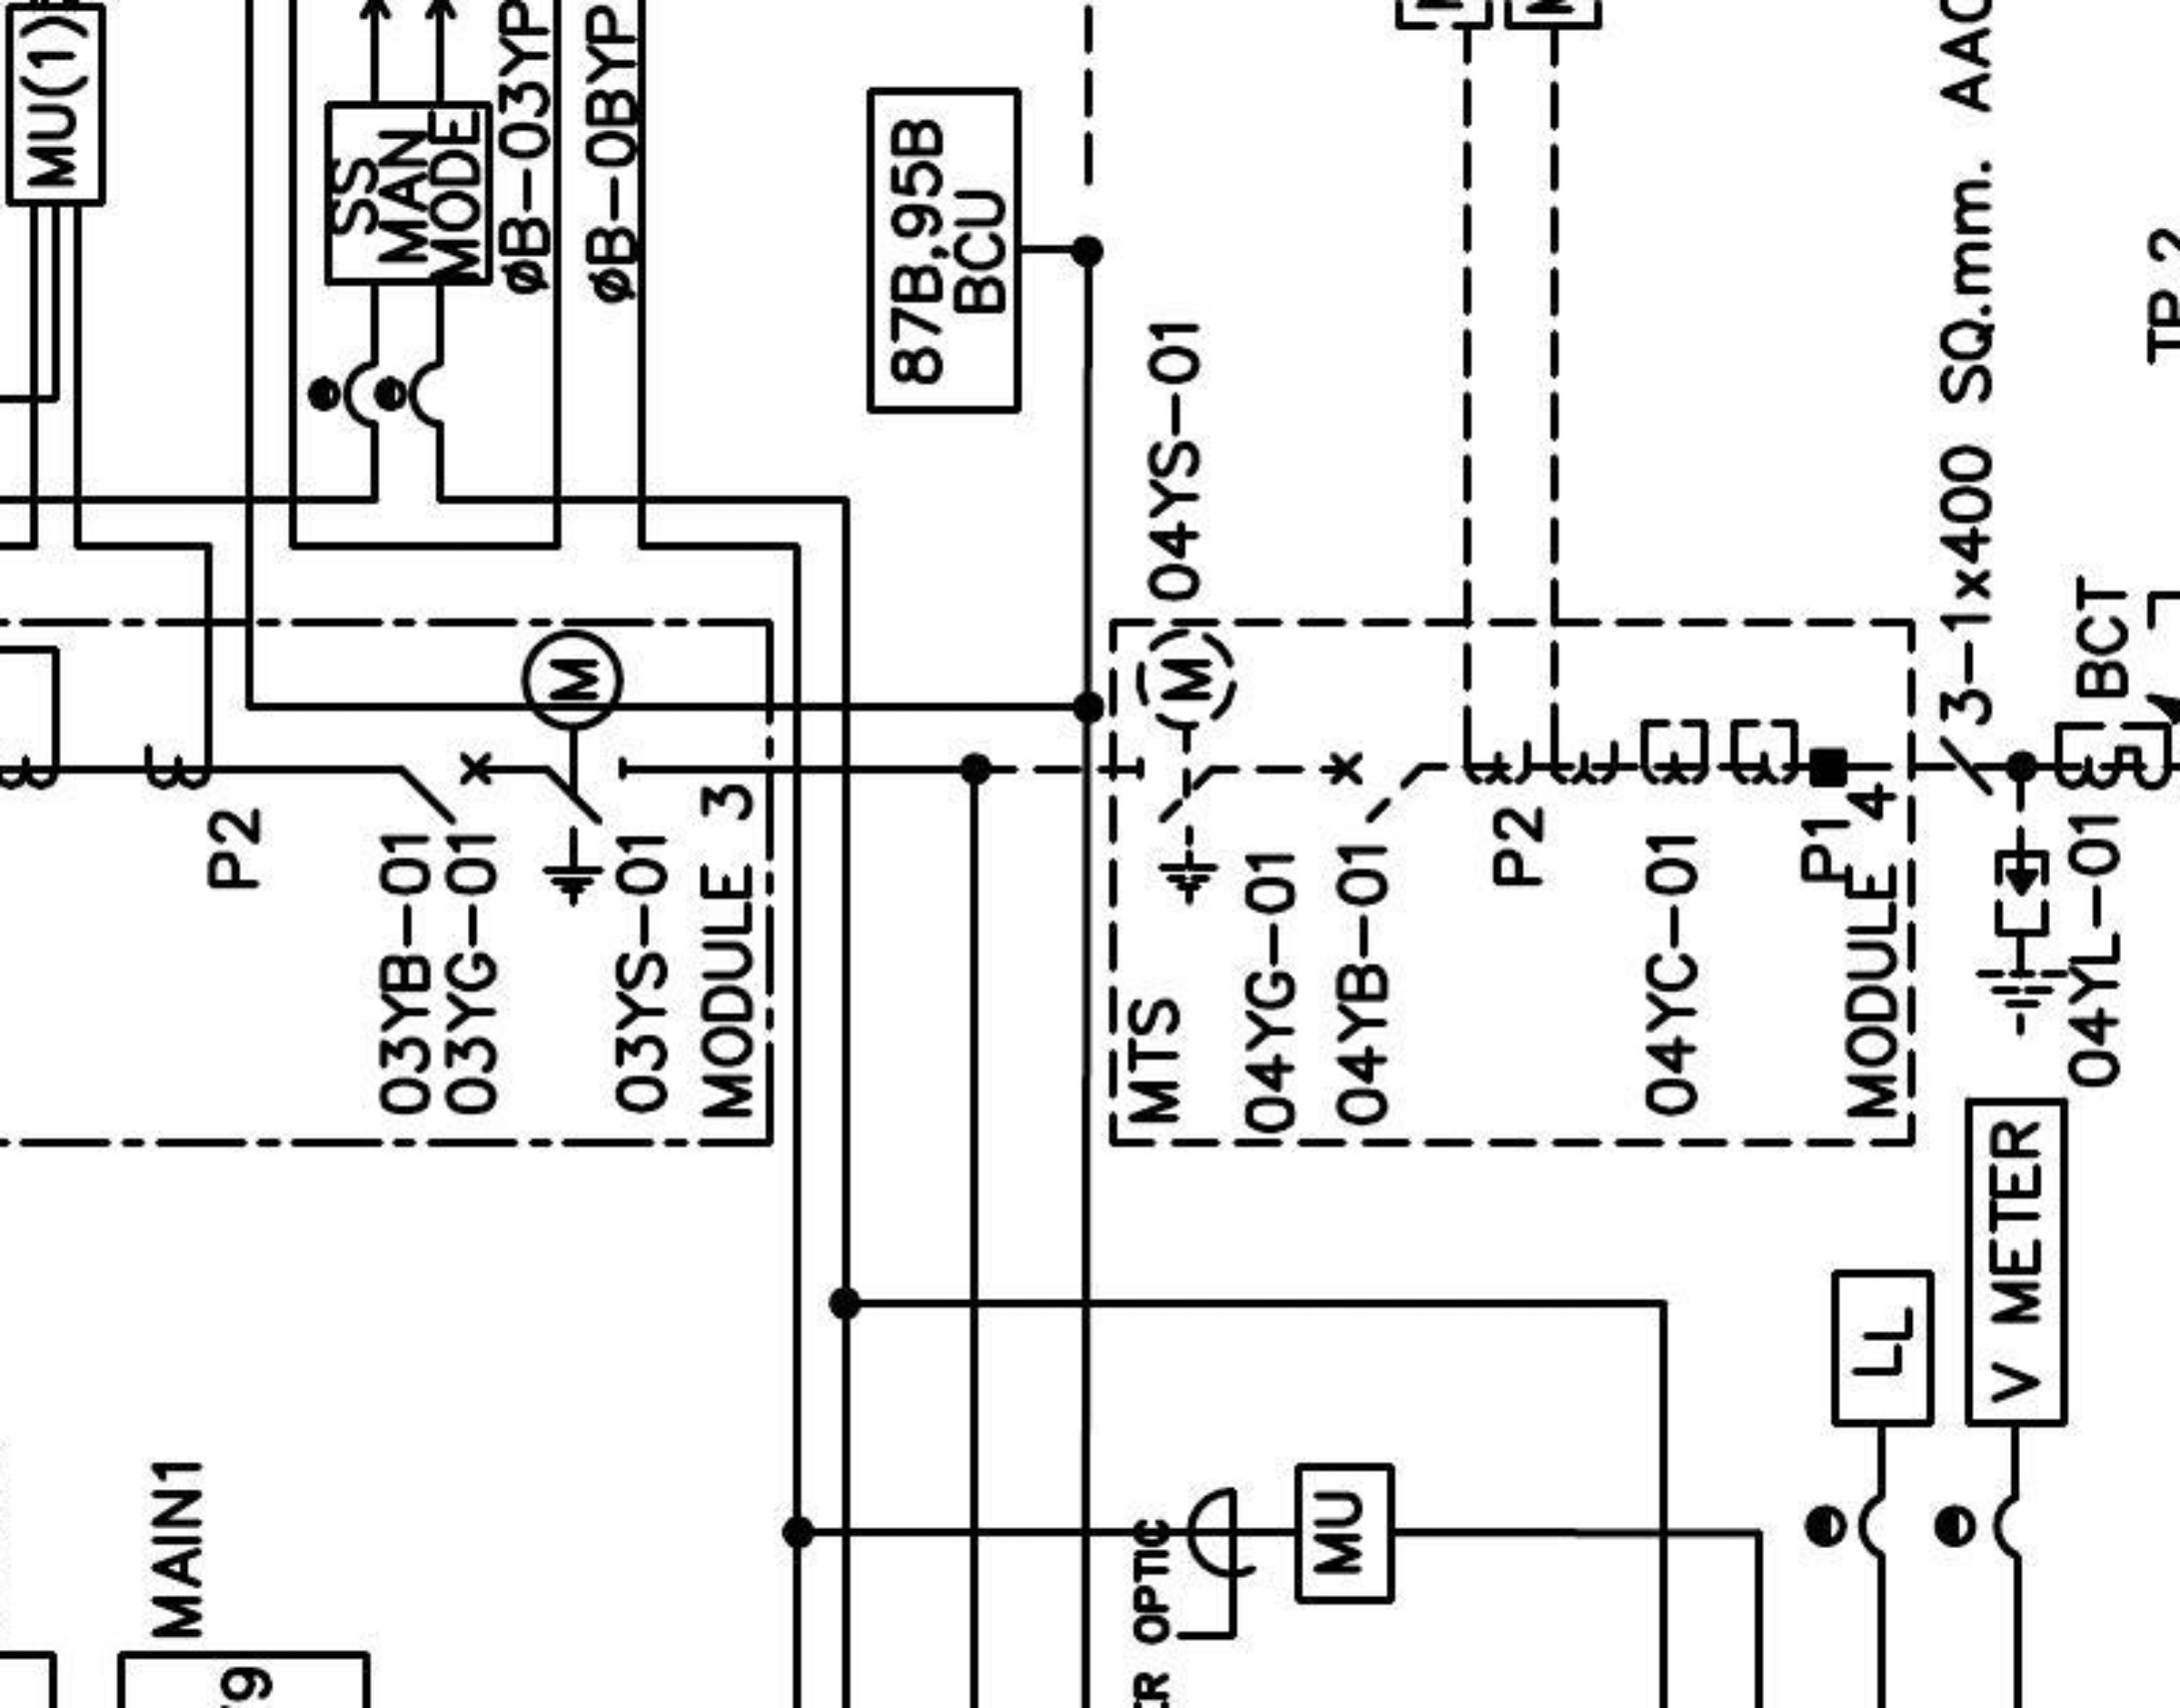 MU(1)
SS
MAN
MODE
øB-03YP
øB-0BYP
87B,95B
BCU
04YS-01
3-1x400 SQ.mm. AAC
TP 2
BCT
M
M
P2
03YB-01
03YG-01
03YS-01
MODULE 3
MTS
04YG-01
04YB-01
P2
04YC-01
P1
MODULE 4
04YL-01
V METER
LL
MU
OPTIC
MAIN1